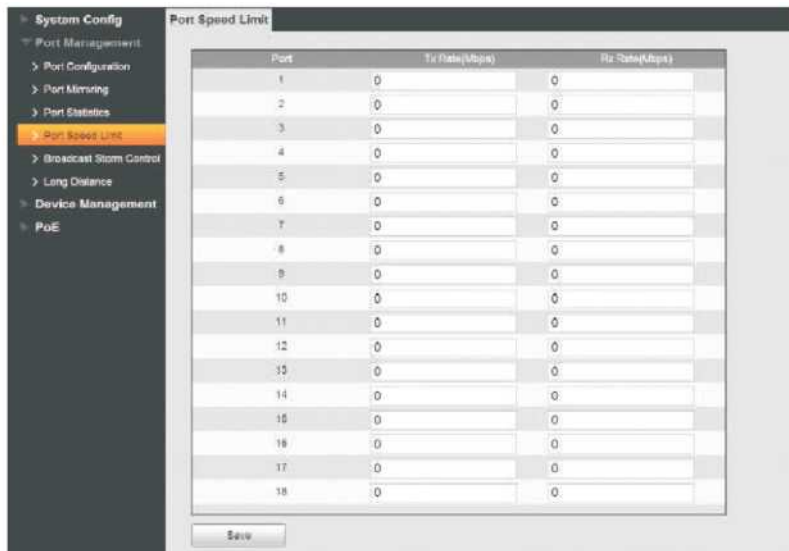 System Config
Port Management
> Port Configuration
> Port Mirroring
> Port Statistics
> Port Speed Limit
> Broadcast Storm Control
> Long Distance
Device Management
PoE
Port Speed Limit
Port Tx Rate(Mbps) Rx Rate(Mbps)
1 0 0
2 0 0
3 0 0
4 0 0
5 0 0
6 0 0
7 0 0
8 0 0
9 0 0
10 0 0
11 0 0
12 0 0
13 0 0
14 0 0
15 0 0
16 0 0
17 0 0
18 0 0
Save